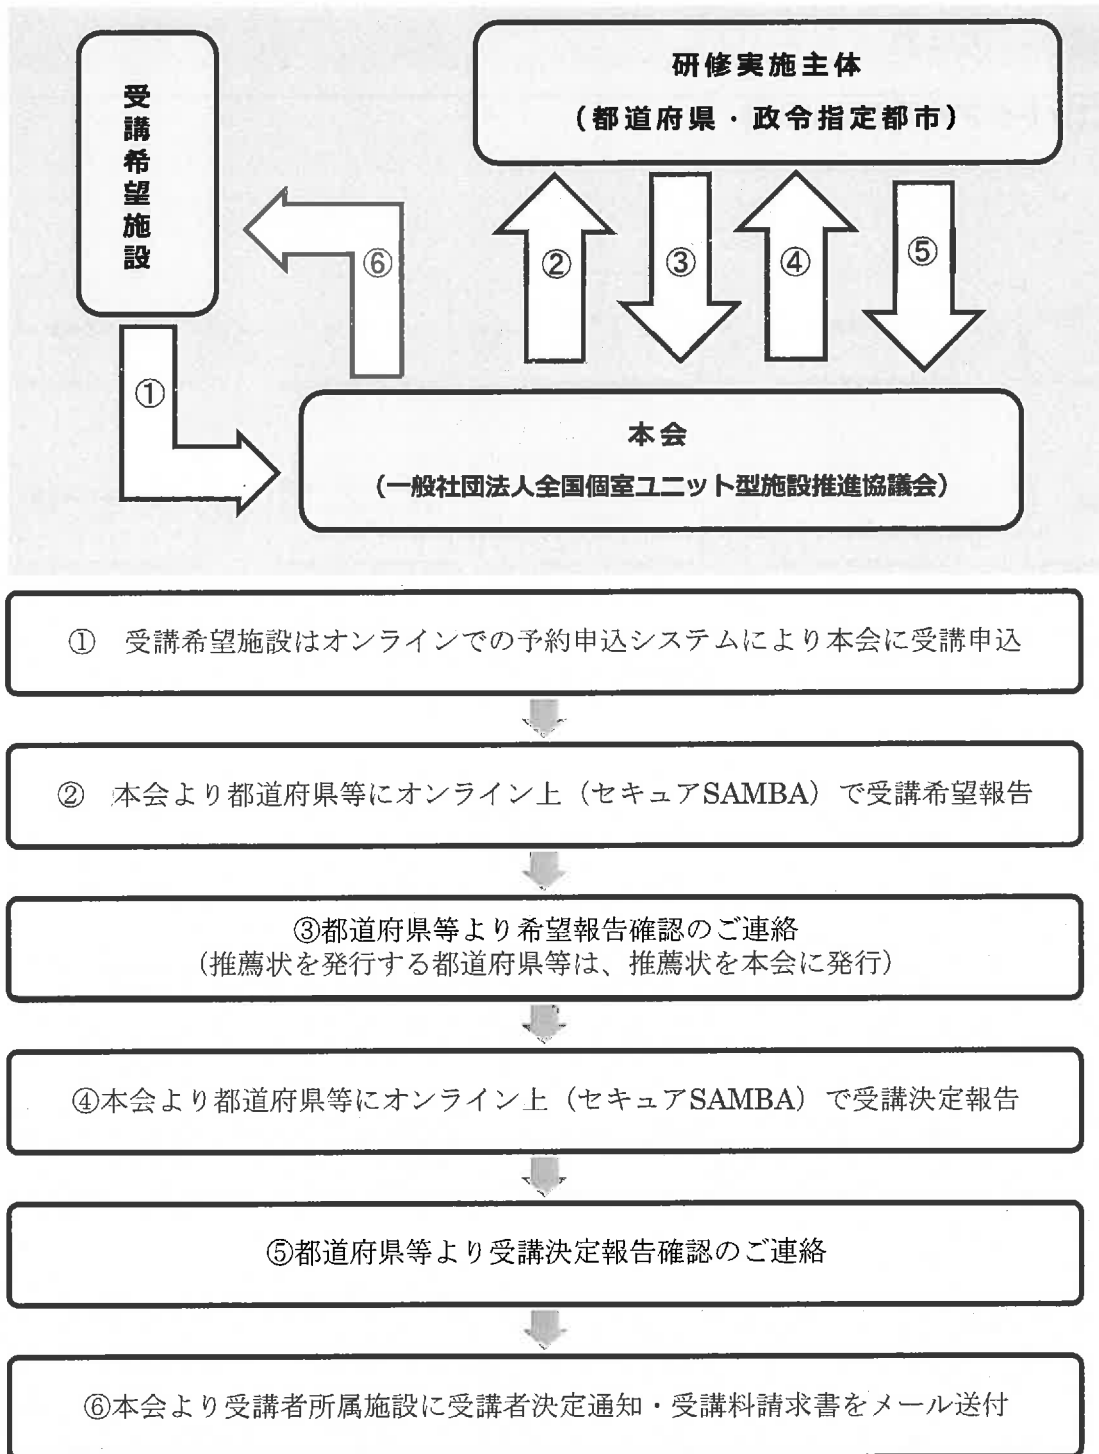 受講希望施設
研修実施主体
（都道府県・政令指定都市）
⑥
②
③
④
⑤
①
本会
（一般社団法人全国個室ユニット型施設推進協議会）
①　受講希望施設はオンラインでの予約申込システムにより本会に受講申込
②　本会より都道府県等にオンライン上（セキュアSAMBA）で受講希望報告
③都道府県等より希望報告確認のご連絡
（推薦状を発行する都道府県等は、推薦状を本会に発行）
④本会より都道府県等にオンライン上（セキュアSAMBA）で受講決定報告
⑤都道府県等より受講決定報告確認のご連絡
⑥本会より受講者所属施設に受講者決定通知・受講料請求書をメール送付